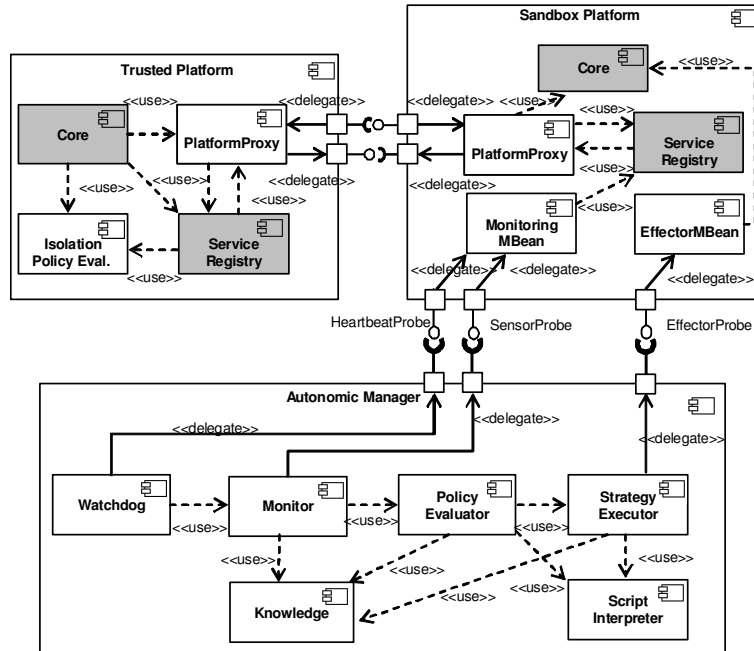 Sandbox Platform
Trusted Platform
Core
<<use>>
<<use>>
<<delegate>>
<<delegate>>
<<use>>
<<use>>
Core
PlatformProxy
PlatformProxy
Service
Registry
<<delegate>>
<<delegate>>
<<use>>
<<use>>
<<use>>
<<use>>
<<use>>
<<use>>
Isolation
Policy Eval.
Service
Registry
Monitoring
MBean
EffectorMBean
<<delegate>>
<<delegate>>
<<delegate>>
HeartbeatProbe
SensorProbe
EffectorProbe
Autonomic Manager
<<delegate>>
<<delegate>>
<<delegate>>
Watchdog
Monitor
Policy
Evaluator
Strategy
Executor
<<use>>
<<use>>
<<use>>
<<use>>
<<use>>
<<use>>
<<use>>
<<use>>
Knowledge
Script
Interpreter